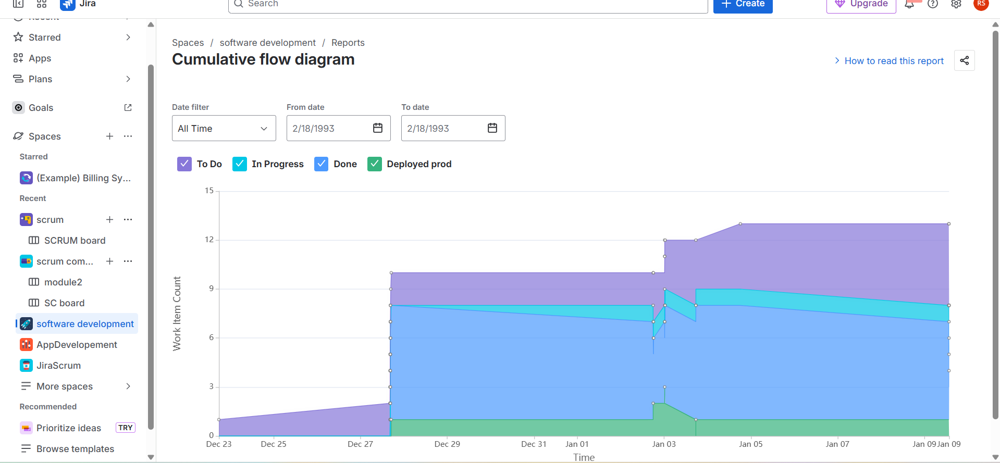 Jira
Search
Create
Upgrade
RS
Recent
Starred
Apps
Plans
Goals
Spaces
Starred
(Example) Billing Sy...
Recent
scrum
SCRUM board
scrum com...
module2
SC board
software development
AppDevelopement
JiraScrum
More spaces
Recommended
Prioritize ideas TRY
Browse templates
Spaces / software development / Reports
Cumulative flow diagram
How to read this report
Date filter From date To date
All Time 2/18/1993 2/18/1993
To Do In Progress Done Deployed prod
15
12
9
6
3
0
Work Item Count
Dec 23 Dec 25 Dec 27 Dec 29 Dec 31 Jan 01 Jan 03 Jan 05 Jan 07 Jan 09 Jan 09
Time